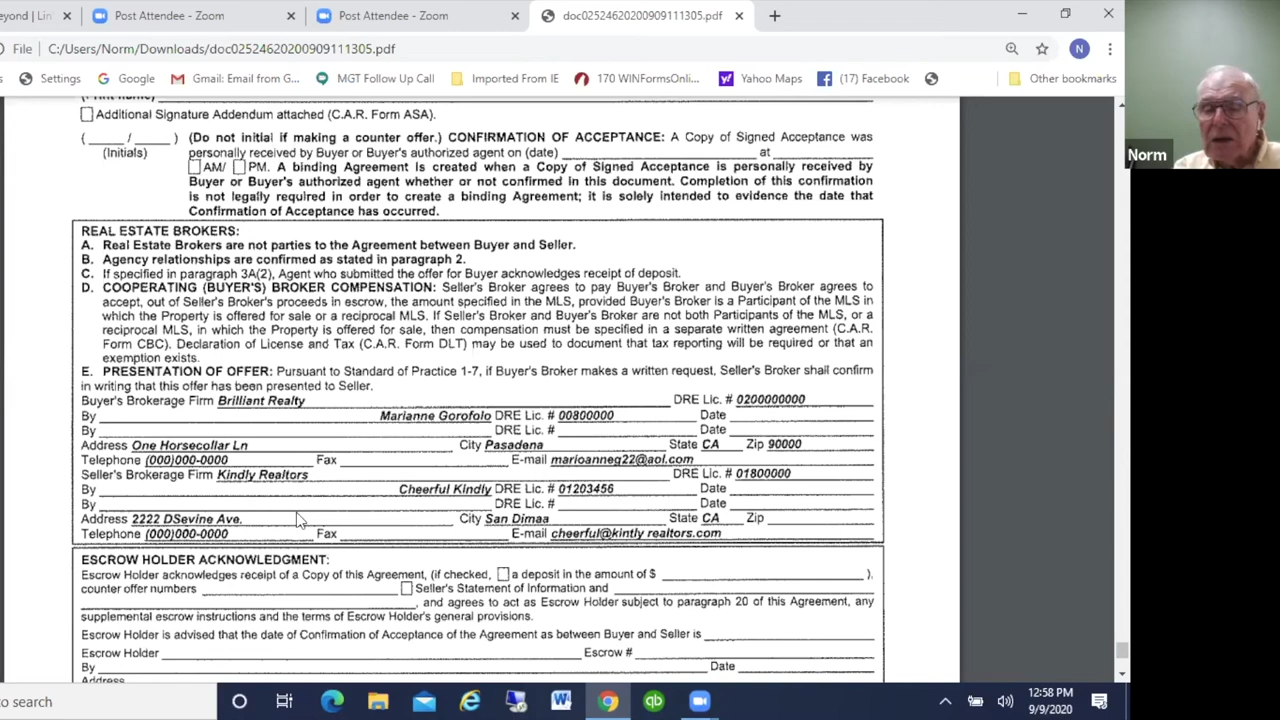 Post Attendee - Zoom
Post Attendee - Zoom
doc02524620200909111305.pdf
File
C:/Users/Norm/Downloads/doc02524620200909111305.pdf
N
Settings
Google
Gmail: Email from G...
MGT Follow Up Call
Imported From IE
170 WINFormsOnli...
Yahoo Maps
(17) Facebook
Other bookmarks
Additional Signature Addendum attached (C.A.R. Form ASA).
( ____ / ____ ) (Do not initial if making a counter offer.) CONFIRMATION OF ACCEPTANCE: A Copy of Signed Acceptance was
(Initials) personally received by Buyer or Buyer's authorized agent on (date) ____ at ____
AM/ PM. A binding Agreement is created when a Copy of Signed Acceptance is personally received by
Buyer or Buyer's authorized agent whether or not confirmed in this document. Completion of this confirmation
is not legally required in order to create a binding Agreement; it is solely intended to evidence the date that
Confirmation of Acceptance has occurred.
REAL ESTATE BROKERS:
A. Real Estate Brokers are not parties to the Agreement between Buyer and Seller.
B. Agency relationships are confirmed as stated in paragraph 2.
C. If specified in paragraph 3A(2), Agent who submitted the offer for Buyer acknowledges receipt of deposit.
D. COOPERATING (BUYER'S) BROKER COMPENSATION: Seller's Broker agrees to pay Buyer's Broker and Buyer's Broker agrees to
accept, out of Seller's Broker's proceeds in escrow, the amount specified in the MLS, provided Buyer's Broker is a Participant of the MLS in
which the Property is offered for sale or a reciprocal MLS. If Seller's Broker and Buyer's Broker are not both Participants of the MLS, or a
reciprocal MLS, in which the Property is offered for sale, then compensation must be specified in a separate written agreement (C.A.R.
Form CBC). Declaration of License and Tax (C.A.R. Form DLT) may be used to document that tax reporting will be required or that an
exemption exists.
E. PRESENTATION OF OFFER: Pursuant to Standard of Practice 1-7, if Buyer's Broker makes a written request, Seller's Broker shall confirm
in writing that this offer has been presented to Seller.
Buyer's Brokerage Firm Brilliant Realty DRE Lic. # 0200000000
By Marianne Gorofolo DRE Lic. # 00800000 Date
By DRE Lic. # Date
Address One Horsecollar Ln City Pasadena State CA Zip 90000
Telephone (000)000-0000 Fax E-mail marioanneg22@aol.com
Seller's Brokerage Firm Kindly Realtors DRE Lic. # 01800000
By Cheerful Kindly DRE Lic. # 01203456 Date
By DRE Lic. # Date
Address 2222 DSevine Ave. City San Dimaa State CA Zip
Telephone (000)000-0000 Fax E-mail cheerful@kintly realtors.com
ESCROW HOLDER ACKNOWLEDGMENT:
Escrow Holder acknowledges receipt of a Copy of this Agreement, (if checked, a deposit in the amount of $ ____ ),
counter offer numbers ____ Seller's Statement of Information and ____
____, and agrees to act as Escrow Holder subject to paragraph 20 of this Agreement, any
supplemental escrow instructions and the terms of Escrow Holder's general provisions.
Escrow Holder is advised that the date of Confirmation of Acceptance of the Agreement as between Buyer and Seller is
Escrow Holder Escrow #
By Date
Address
Norm
to search
12:58 PM
9/9/2020